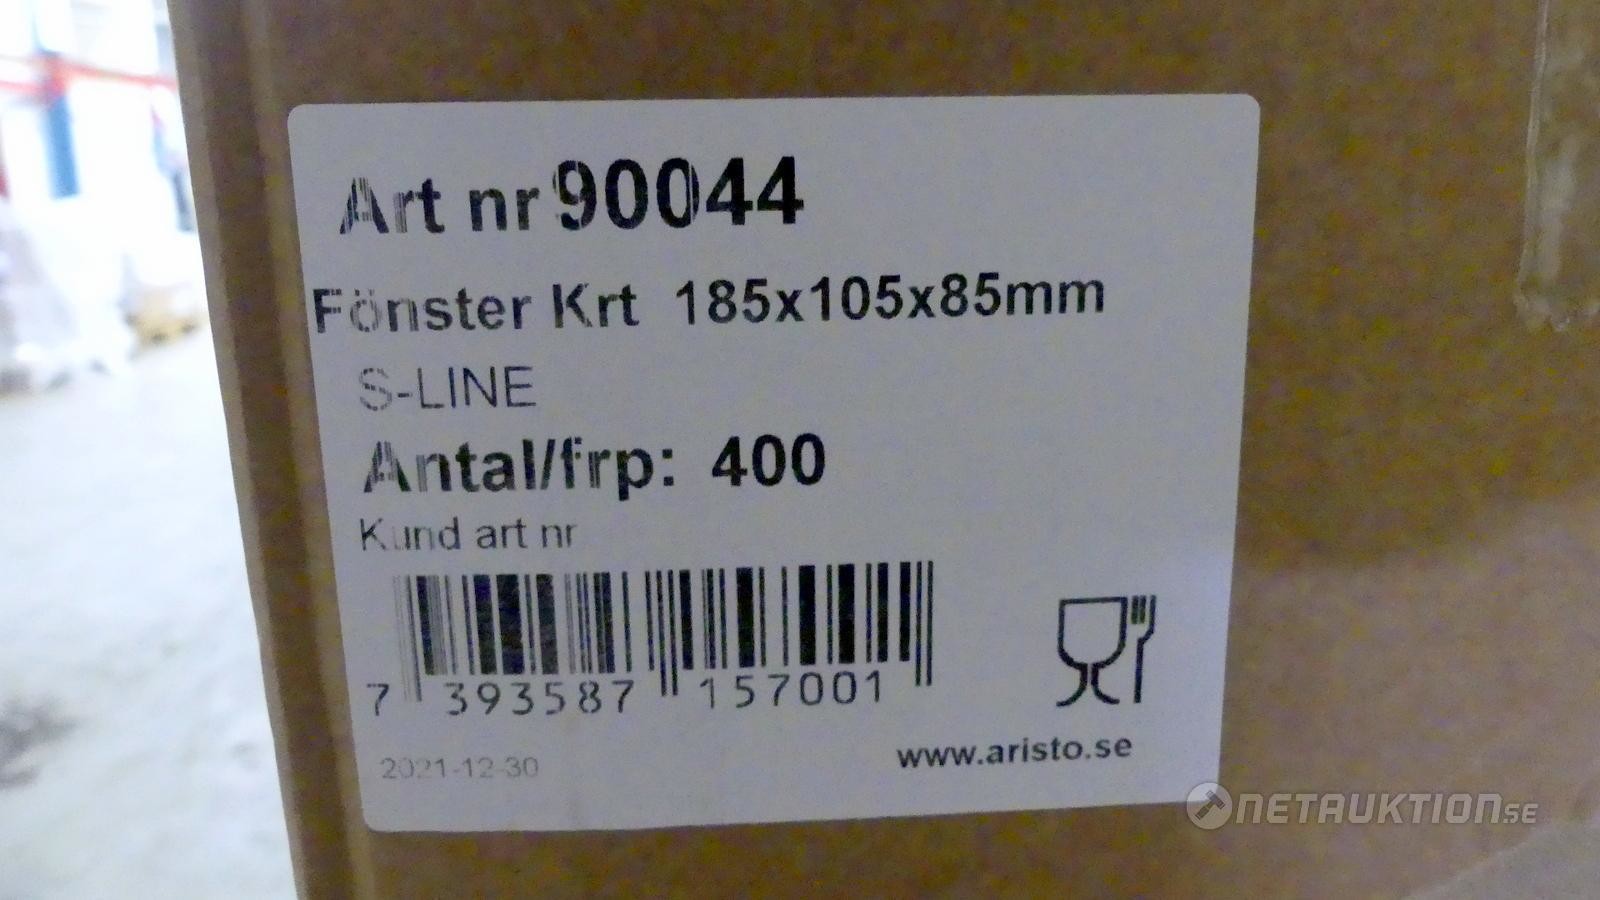 Art nr 90044
Fönster Krt 185x105x85mm
S-LINE
Antal/frp: 400
Kund art nr
7 393587 157001
2021-12-30
www.aristo.se
NETAUKTION.SE